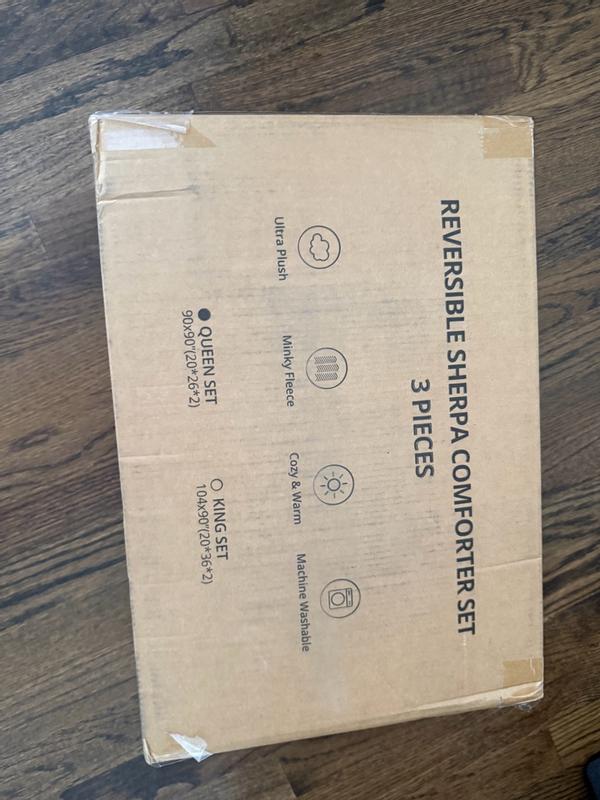 REVERSIBLE SHERPA COMFORTER SET
3 PIECES
Ultra Plush
Minky Fleece
Cozy & Warm
Machine Washable
QUEEN SET
90x90"(20*26*2)
KING SET
104x90"(20*36*2)